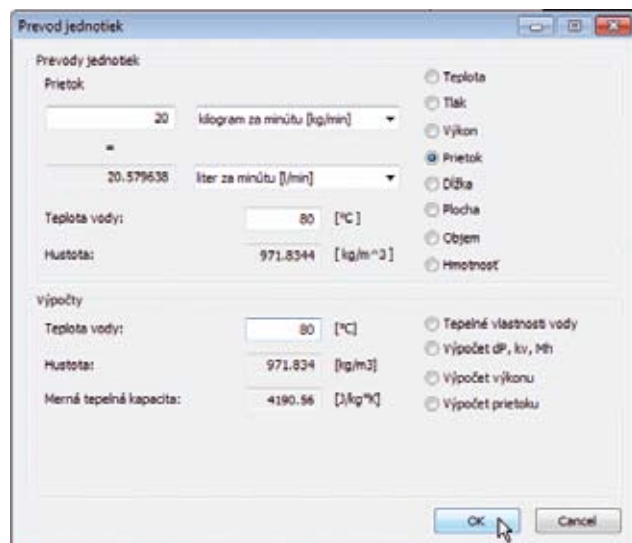 Prevod jednotiek
Prevody jednotiek
Prietok
20 kilogram za minútu [kg/min]
=
20.579638 liter za minútu [l/min]
Teplota vody: 80 [°C]
Hustota: 971.8344 [kg/m^3]
Teplota
Tlak
Výkon
Prietok
Dĺžka
Plocha
Objem
Hmotnosť
Výpočty
Teplota vody: 80 [°C]
Hustota: 971.834 [kg/m3]
Merná tepelná kapacita: 4190.56 [J/kg*K]
Tepelné vlastnosti vody
Výpočet dP, kv, Mh
Výpočet výkonu
Výpočet prietoku
OK Cancel